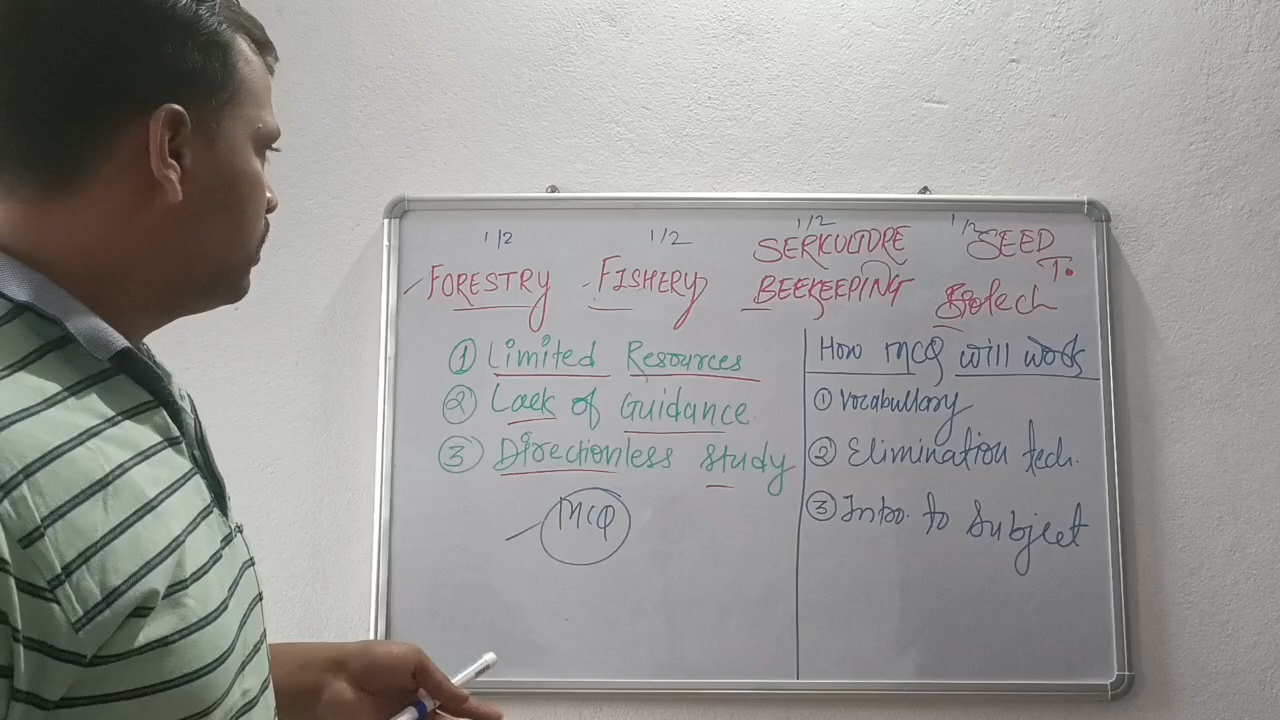 1/2 1/2 1/2 1/2
SERICULTURE SEED
FORESTRY FISHERY BEEKEEPING T.
Biotech
① Limited Resources
② Lack of Guidance.
③ Directionless study
MCQ
How MCQ will work
① Vocabullary
② Elimination tech.
③ Intro. to Subject